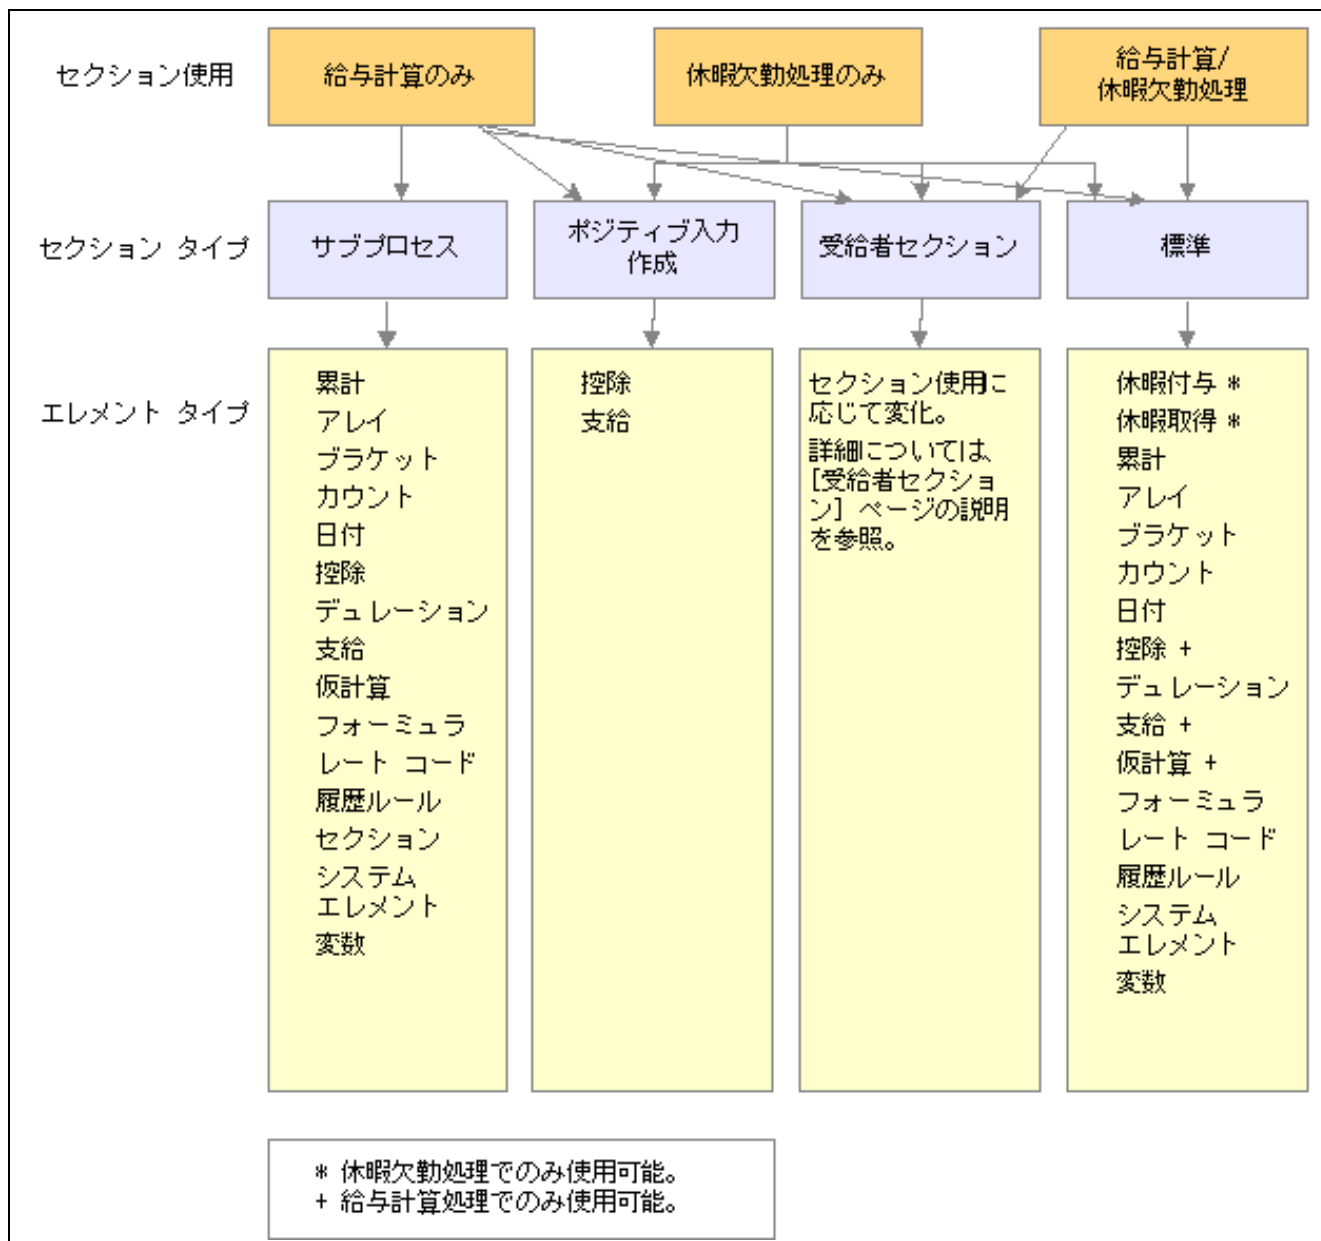 セクション使用
給与計算のみ
休暇欠勤処理のみ
給与計算/
休暇欠勤処理
セクション タイプ
サブプロセス
ポジティブ入力
作成
受給者セクション
標準
エレメント タイプ
累計
アレイ
ブラケット
カウント
日付
控除
デュレーション
支給
仮計算
フォーミュラ
レート コード
履歴ルール
セクション
システム
エレメント
変数
控除
支給
セクション使用に
応じて変化。
詳細については、
[受給者セクショ
ン] ページの説明
を参照。
休暇付与 *
休暇取得 *
累計
アレイ
ブラケット
カウント
日付
控除 +
デュレーション
支給 +
仮計算 +
フォーミュラ
レート コード
履歴ルール
システム
エレメント
変数
* 休暇欠勤処理でのみ使用可能。
+ 給与計算処理でのみ使用可能。